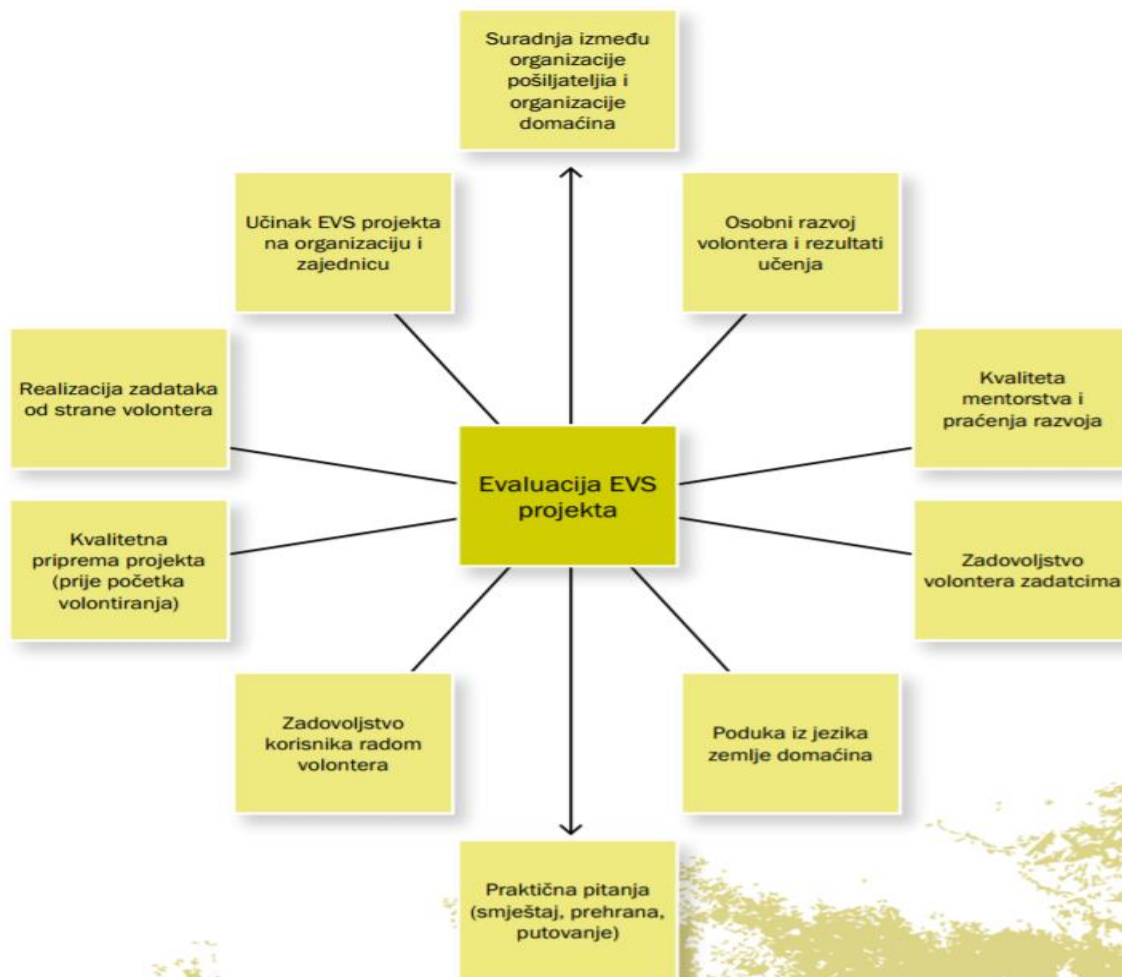 Suradnja između
organizacije
pošiljateljia i
organizacije
domaćina
Učinak EVS projekta
na organizaciju i
zajednicu
Osobni razvoj
volontera i rezultati
učenja
Realizacija zadataka
od strane volontera
Kvaliteta
mentorstva i
praćenja razvoja
Evaluacija EVS
projekta
Kvalitetna
priprema projekta
(prije početka
volontiranja)
Zadovoljstvo
volontera zadatcima
Zadovoljstvo
korisnika radom
volontera
Poduka iz jezika
zemlje domaćina
Praktična pitanja
(smještaj, prehrana,
putovanje)